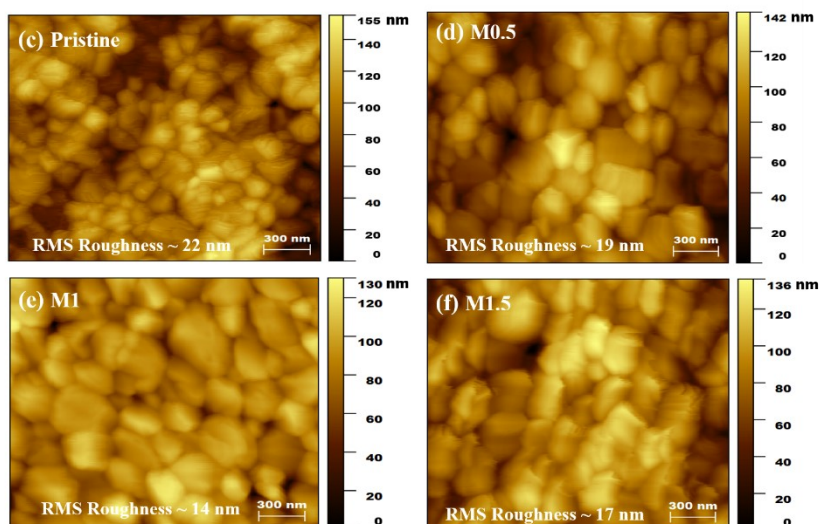 (c) Pristine
155 nm
140
120
100
80
60
40
20
0
RMS Roughness ~ 22 nm
300 nm
(d) M0.5
142 nm
120
100
80
60
40
20
0
RMS Roughness ~ 19 nm
300 nm
(e) M1
130 nm
120
100
80
60
40
20
0
RMS Roughness ~ 14 nm
300 nm
(f) M1.5
136 nm
120
100
80
60
40
20
0
RMS Roughness ~ 17 nm
300 nm